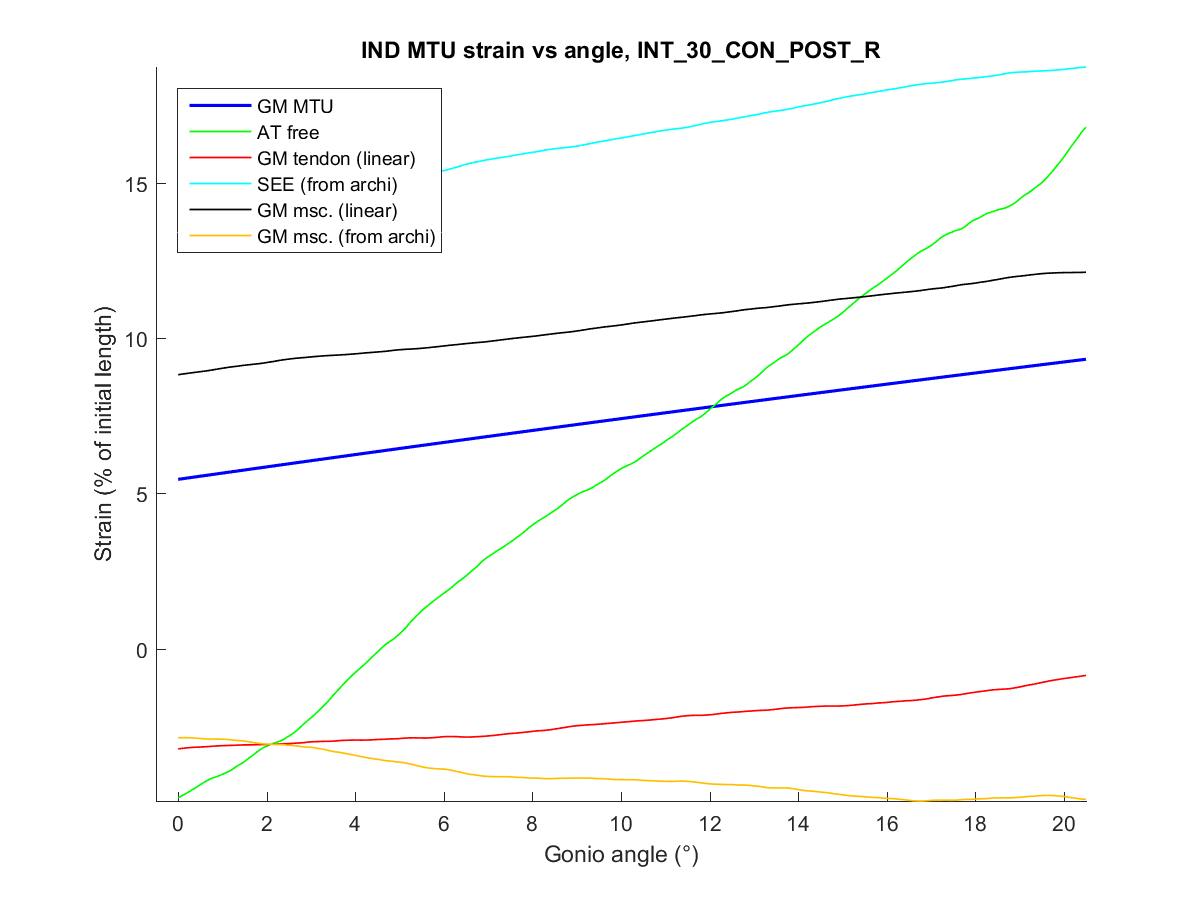 IND MTU strain vs angle, INT_30_CON_POST_R
GM MTU
AT free
GM tendon (linear)
SEE (from archi)
GM msc. (linear)
GM msc. (from archi)
Strain (% of initial length)
15
10
5
0
0 2 4 6 8 10 12 14 16 18 20
Gonio angle (°)